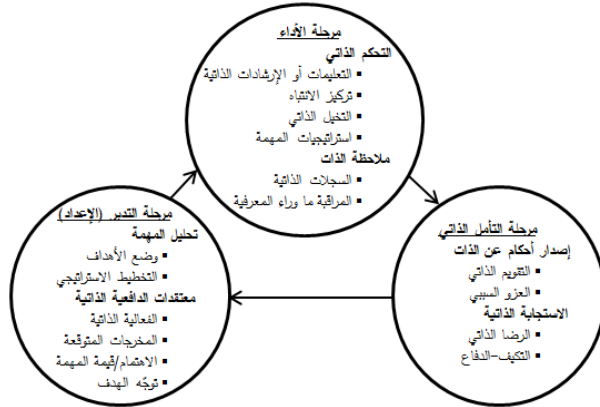 مرحلة الأداء
التحكم الذاتي
▪ التعليمات أو الإرشادات الذاتية
▪ تركيز الانتباه
▪ التخيل الذاتي
▪ استراتيجيات المهمة
ملاحظة الذات
▪ السجلات الذاتية
▪ المراقبة ما وراء المعرفية
مرحلة التأمل الذاتي
إصدار أحكام عن الذات
▪ التقويم الذاتي
▪ العزو السببي
الاستجابة الذاتية
▪ الرضا الذاتي
▪ التكيف-الدفاع
مرحلة التدبر (الإعداد)
تحليل المهمة
▪ وضع الأهداف
▪ التخطيط الاستراتيجي
معتقدات الدافعية الذاتية
▪ الفعالية الذاتية
▪ المخرجات المتوقعة
▪ الاهتمام/قيمة المهمة
▪ توجّه الهدف